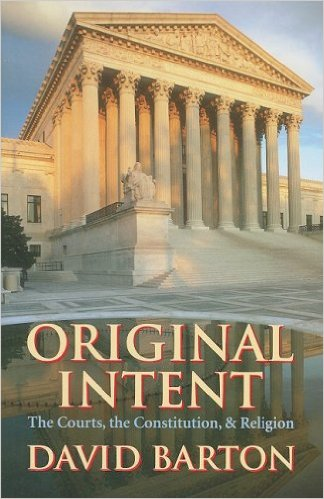 ORIGINAL
INTENT
The Courts, the Constitution, & Religion
DAVID BARTON